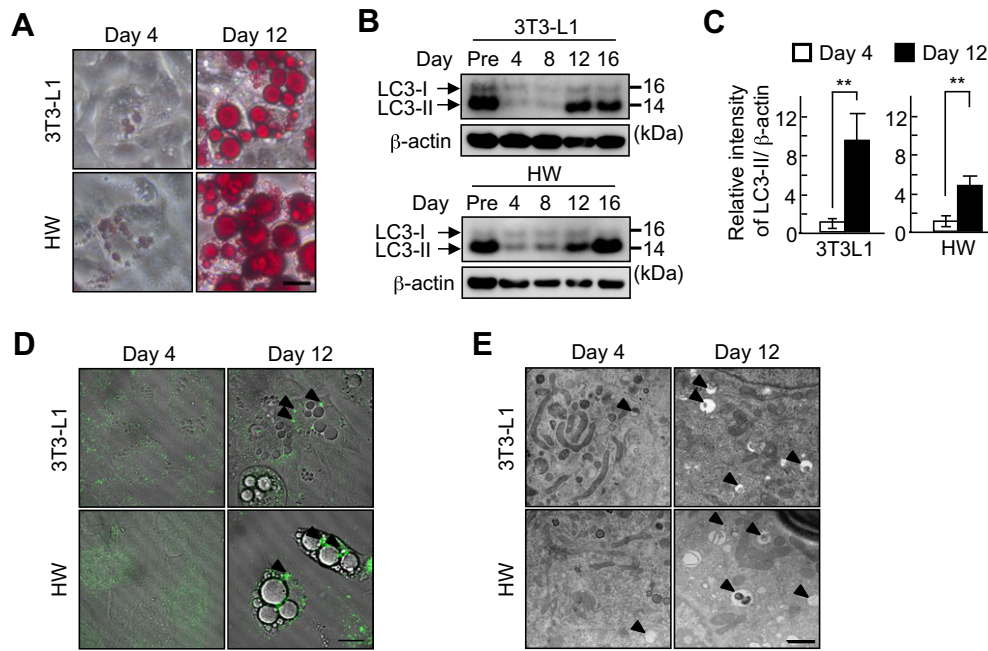 A
Day 4
Day 12
3T3-L1
HW
B
3T3-L1
Day Pre 4 8 12 16
LC3-I
16
LC3-II
14
β-actin
(kDa)
HW
Day Pre 4 8 12 16
LC3-I
16
LC3-II
14
β-actin
(kDa)
C
Day 4
Day 12
**
**
Relative intensity
of LC3-II/ β-actin
12
8
4
0
3T3L1
12
8
4
0
HW
D
Day 4
Day 12
3T3-L1
HW
E
Day 4
Day 12
3T3-L1
HW